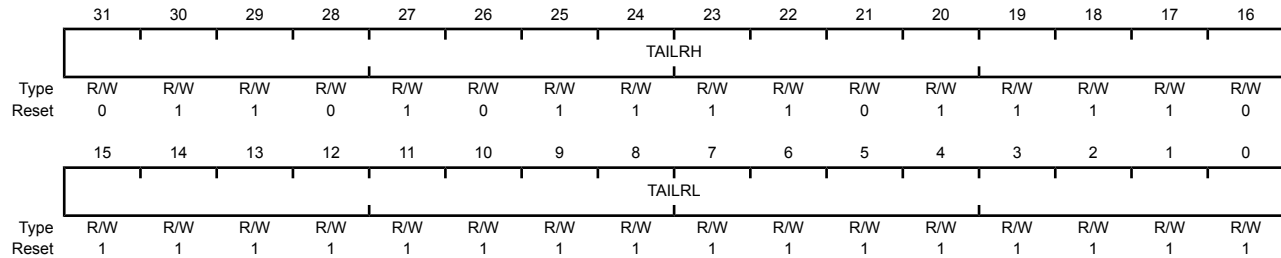 31 30 29 28 27 26 25 24 23 22 21 20 19 18 17 16
TAILRH
Type R/W R/W R/W R/W R/W R/W R/W R/W R/W R/W R/W R/W R/W R/W R/W R/W
Reset 0 1 1 0 1 0 1 1 1 1 0 1 1 1 1 0
15 14 13 12 11 10 9 8 7 6 5 4 3 2 1 0
TAILRL
Type R/W R/W R/W R/W R/W R/W R/W R/W R/W R/W R/W R/W R/W R/W R/W R/W
Reset 1 1 1 1 1 1 1 1 1 1 1 1 1 1 1 1